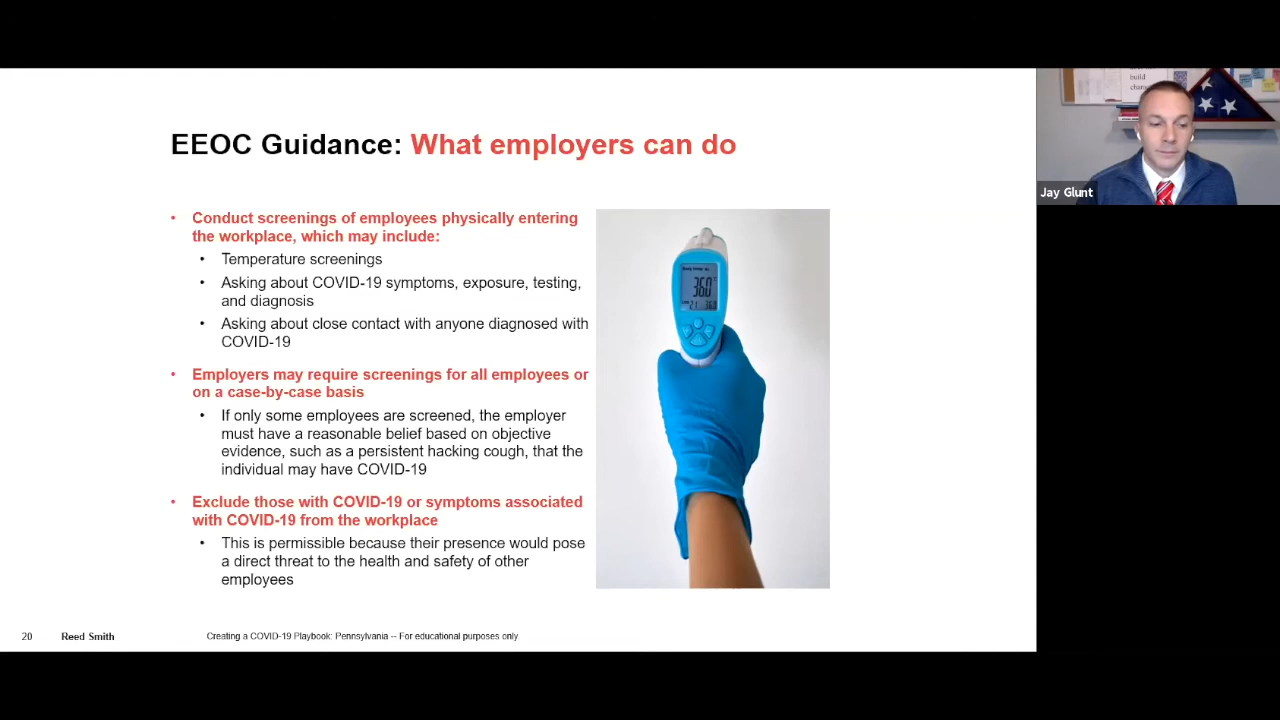 build
EEOC Guidance: What employers can do
Jay Glunt
• Conduct screenings of employees physically entering
the workplace, which may include:
• Temperature screenings
• Asking about COVID-19 symptoms, exposure, testing,
and diagnosis
• Asking about close contact with anyone diagnosed with
COVID-19
36.0
• Employers may require screenings for all employees or
on a case-by-case basis
• If only some employees are screened, the employer
must have a reasonable belief based on objective
evidence, such as a persistent hacking cough, that the
individual may have COVID-19
• Exclude those with COVID-19 or symptoms associated
with COVID-19 from the workplace
• This is permissible because their presence would pose
a direct threat to the health and safety of other
employees
20 Reed Smith Creating a COVID-19 Playbook: Pennsylvania -- For educational purposes only.